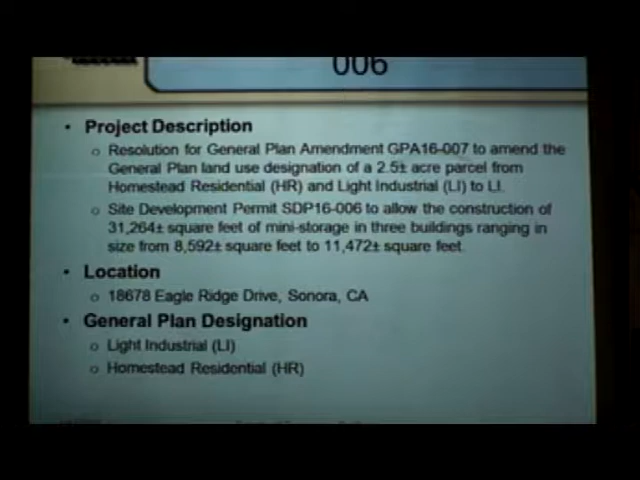 006
• Project Description
o Resolution for General Plan Amendment GPA16-007 to amend the
General Plan land use designation of a 2.5± acre parcel from
Homestead Residential (HR) and Light Industrial (LI) to LI.
o Site Development Permit SDP16-006 to allow the construction of
31,264± square feet of mini-storage in three buildings ranging in
size from 8,592± square feet to 11,472± square feet.
• Location
o 18678 Eagle Ridge Drive, Sonora, CA
• General Plan Designation
o Light Industrial (LI)
o Homestead Residential (HR)